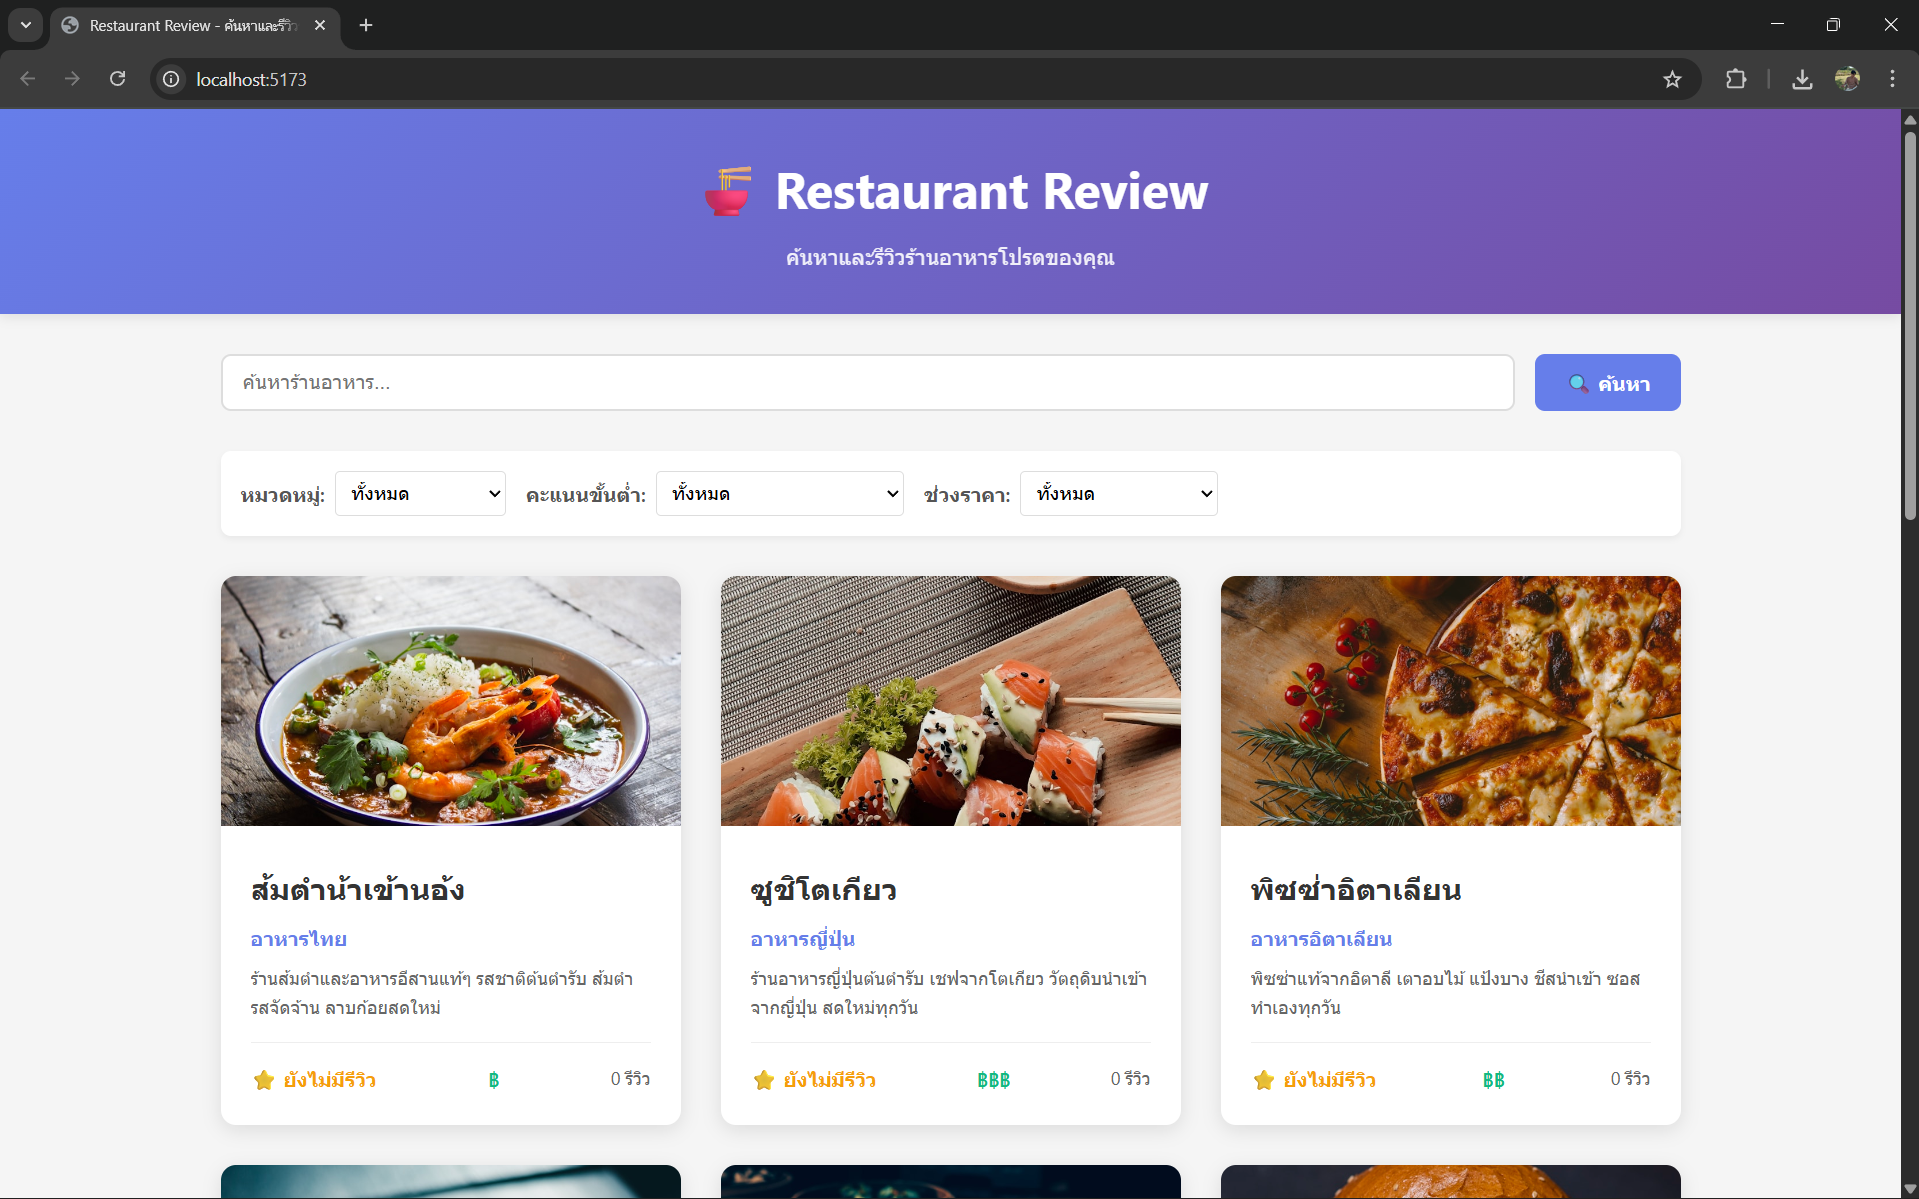 Restaurant Review - ค้นหาและรีวิว
localhost:5173
Restaurant Review
ค้นหาและรีวิวร้านอาหารโปรดของคุณ
ค้นหาร้านอาหาร...
ค้นหา
หมวดหมู่: ทั้งหมด คะแนนขั้นต่ำ: ทั้งหมด ช่วงราคา: ทั้งหมด
ส้มตำน้าเข้านอ้ง
อาหารไทย
ร้านส้มตำและอาหารอีสานแท้ๆ รสชาติต้นตำรับ ส้มตำ
รสจัดจ้าน ลาบก้อยสดใหม่
ยังไม่มีรีวิว ฿ 0 รีวิว
ซูชิโตเกียว
อาหารญี่ปุ่น
ร้านอาหารญี่ปุ่นต้นตำรับ เชฟจากโตเกียว วัตถุดิบนำเข้า
จากญี่ปุ่น สดใหม่ทุกวัน
ยังไม่มีรีวิว ฿฿฿ 0 รีวิว
พิซซ่าอิตาเลียน
อาหารอิตาเลียน
พิซซ่าแท้จากอิตาลี เตาอบไม้ แป้งบาง ชีสนำเข้า ซอส
ทำเองทุกวัน
ยังไม่มีรีวิว ฿฿ 0 รีวิว